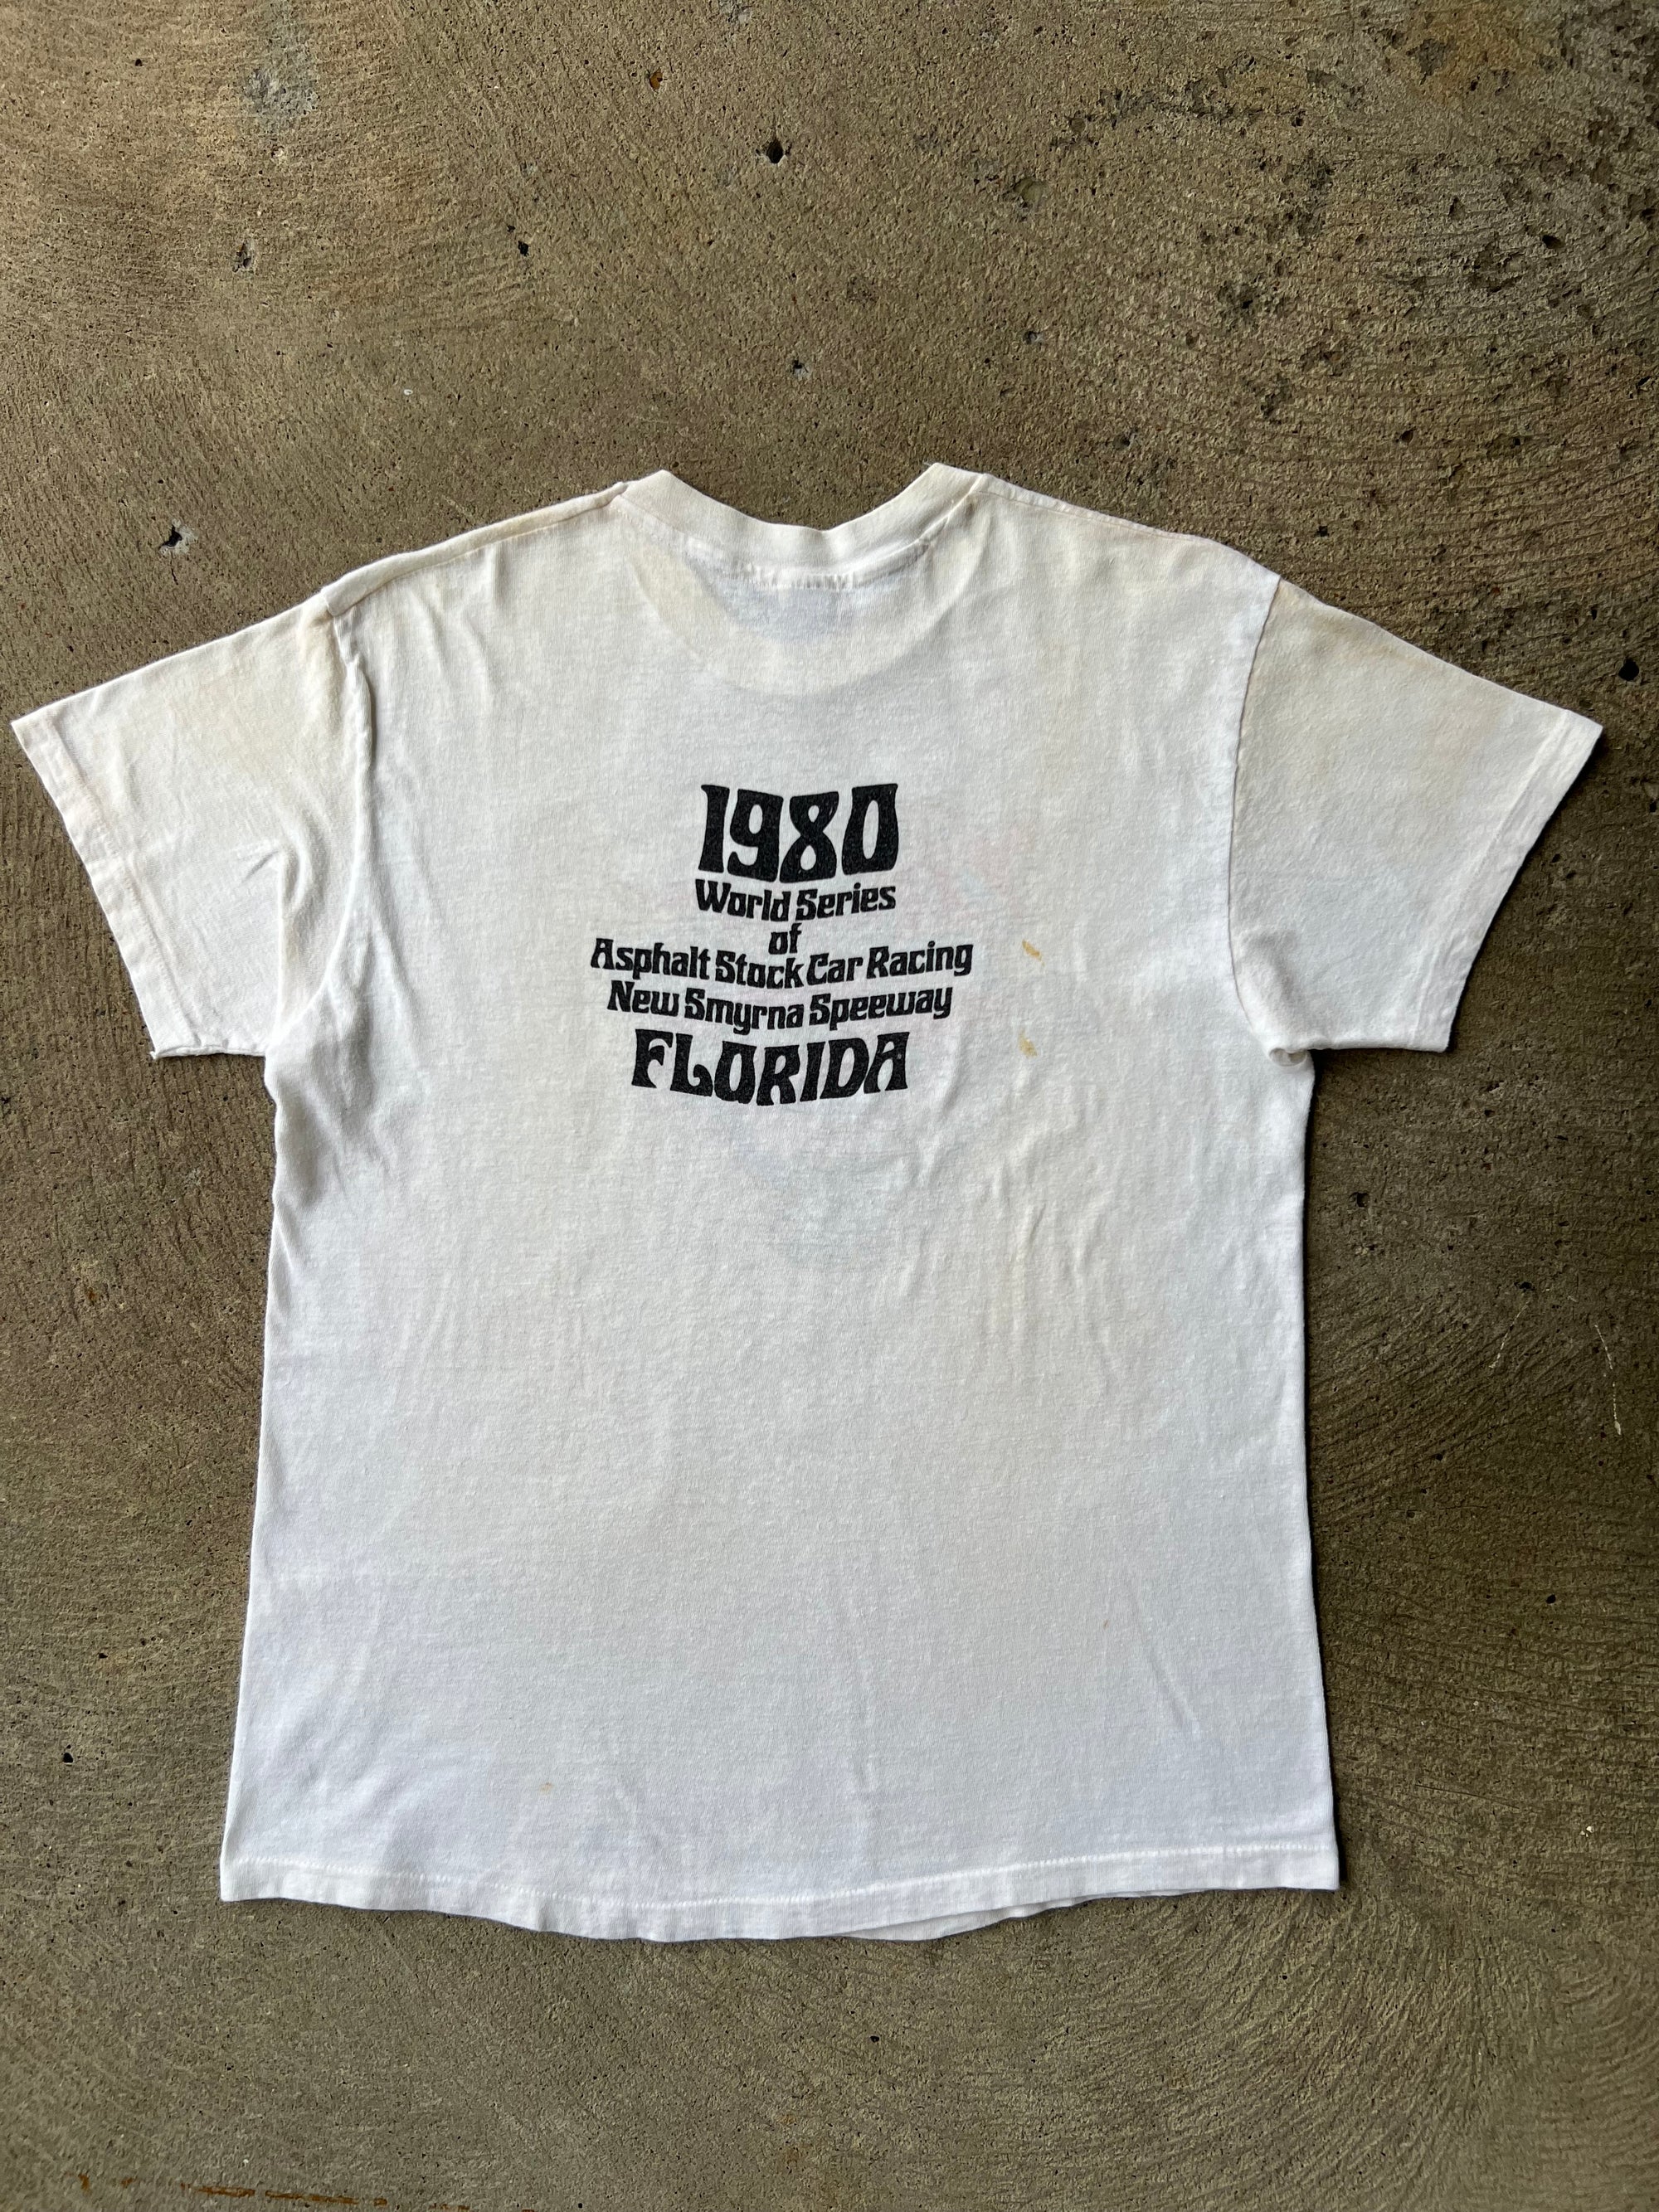 1980
World Series
of
Asphalt Stock Car Racing
New Smyrna Speeway
FLORIDA